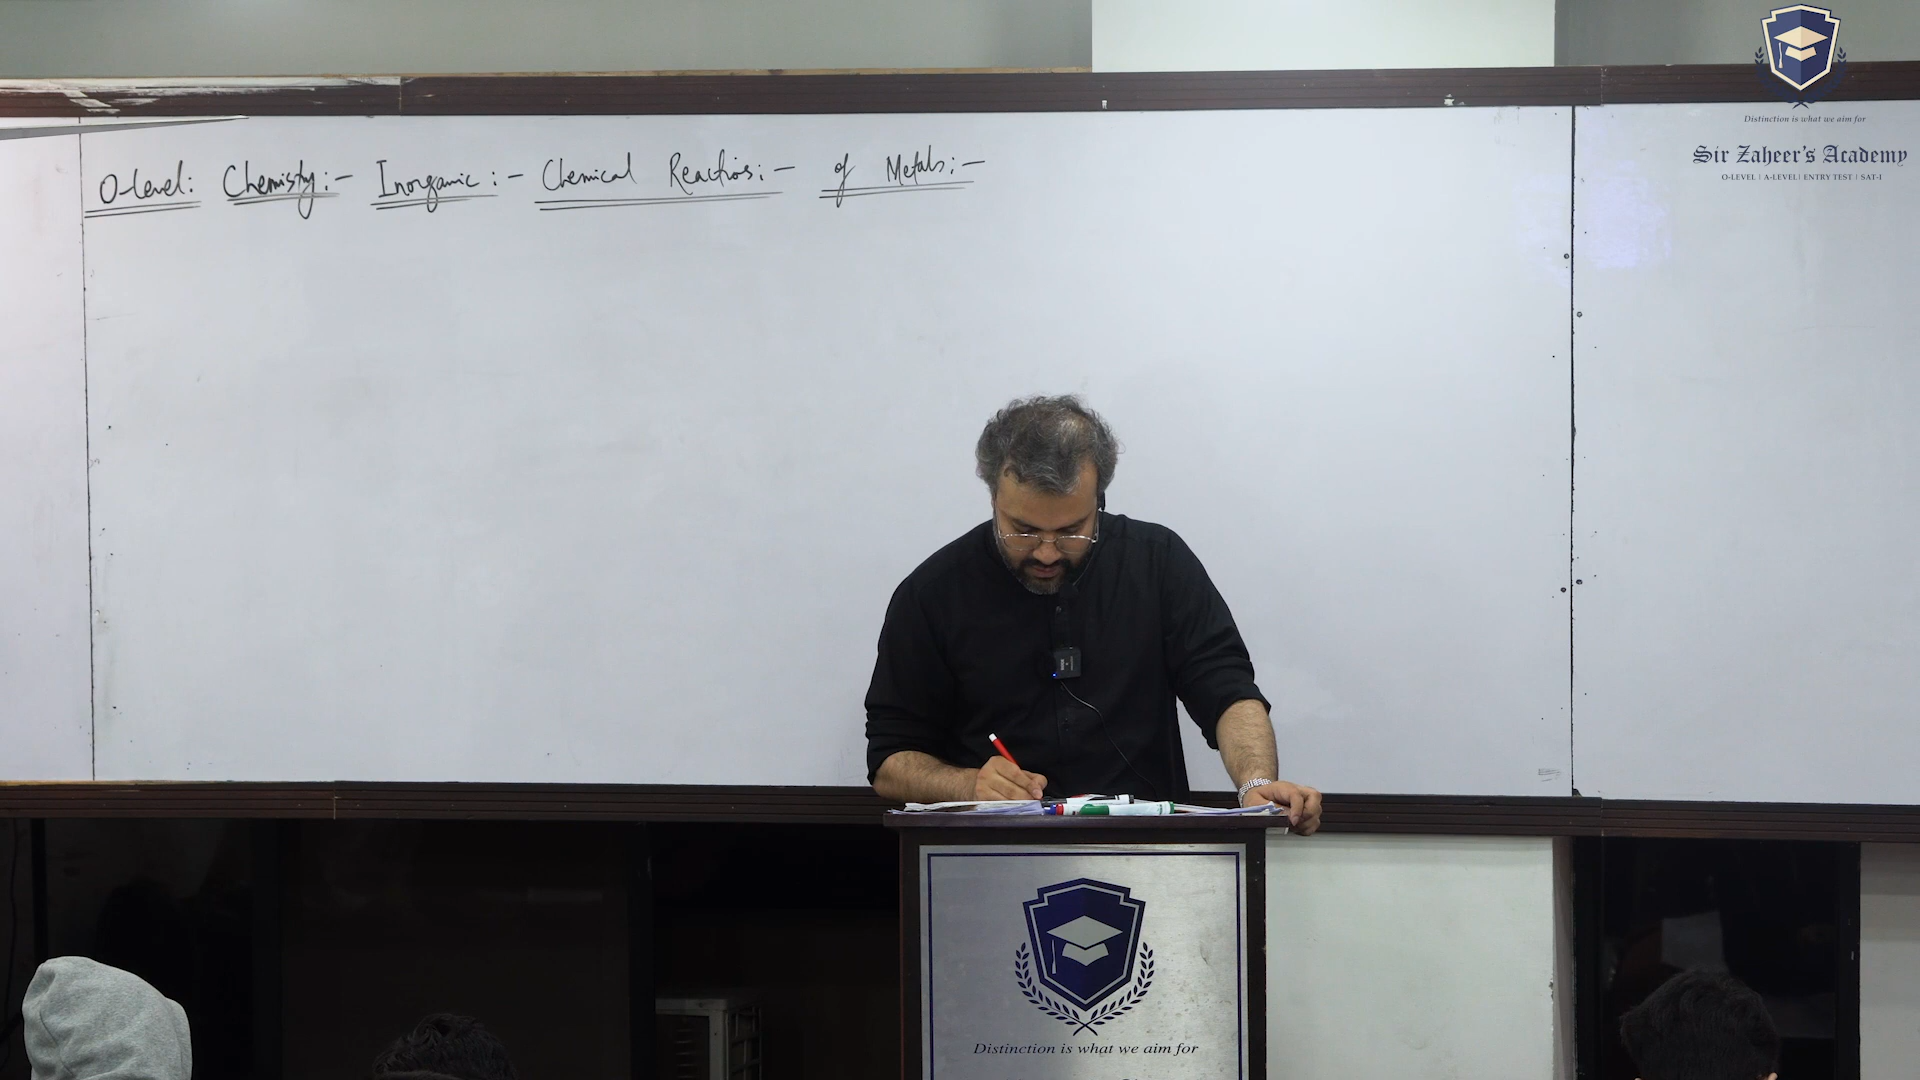 O-level: Chemistry:- Inorganic:- Chemical Reactions:- of Metals:-
Distinction is what we aim for
Sir Zaheer's Academy
O-LEVEL | A-LEVEL | ENTRY TEST | SAT-I
Distinction is what we aim for